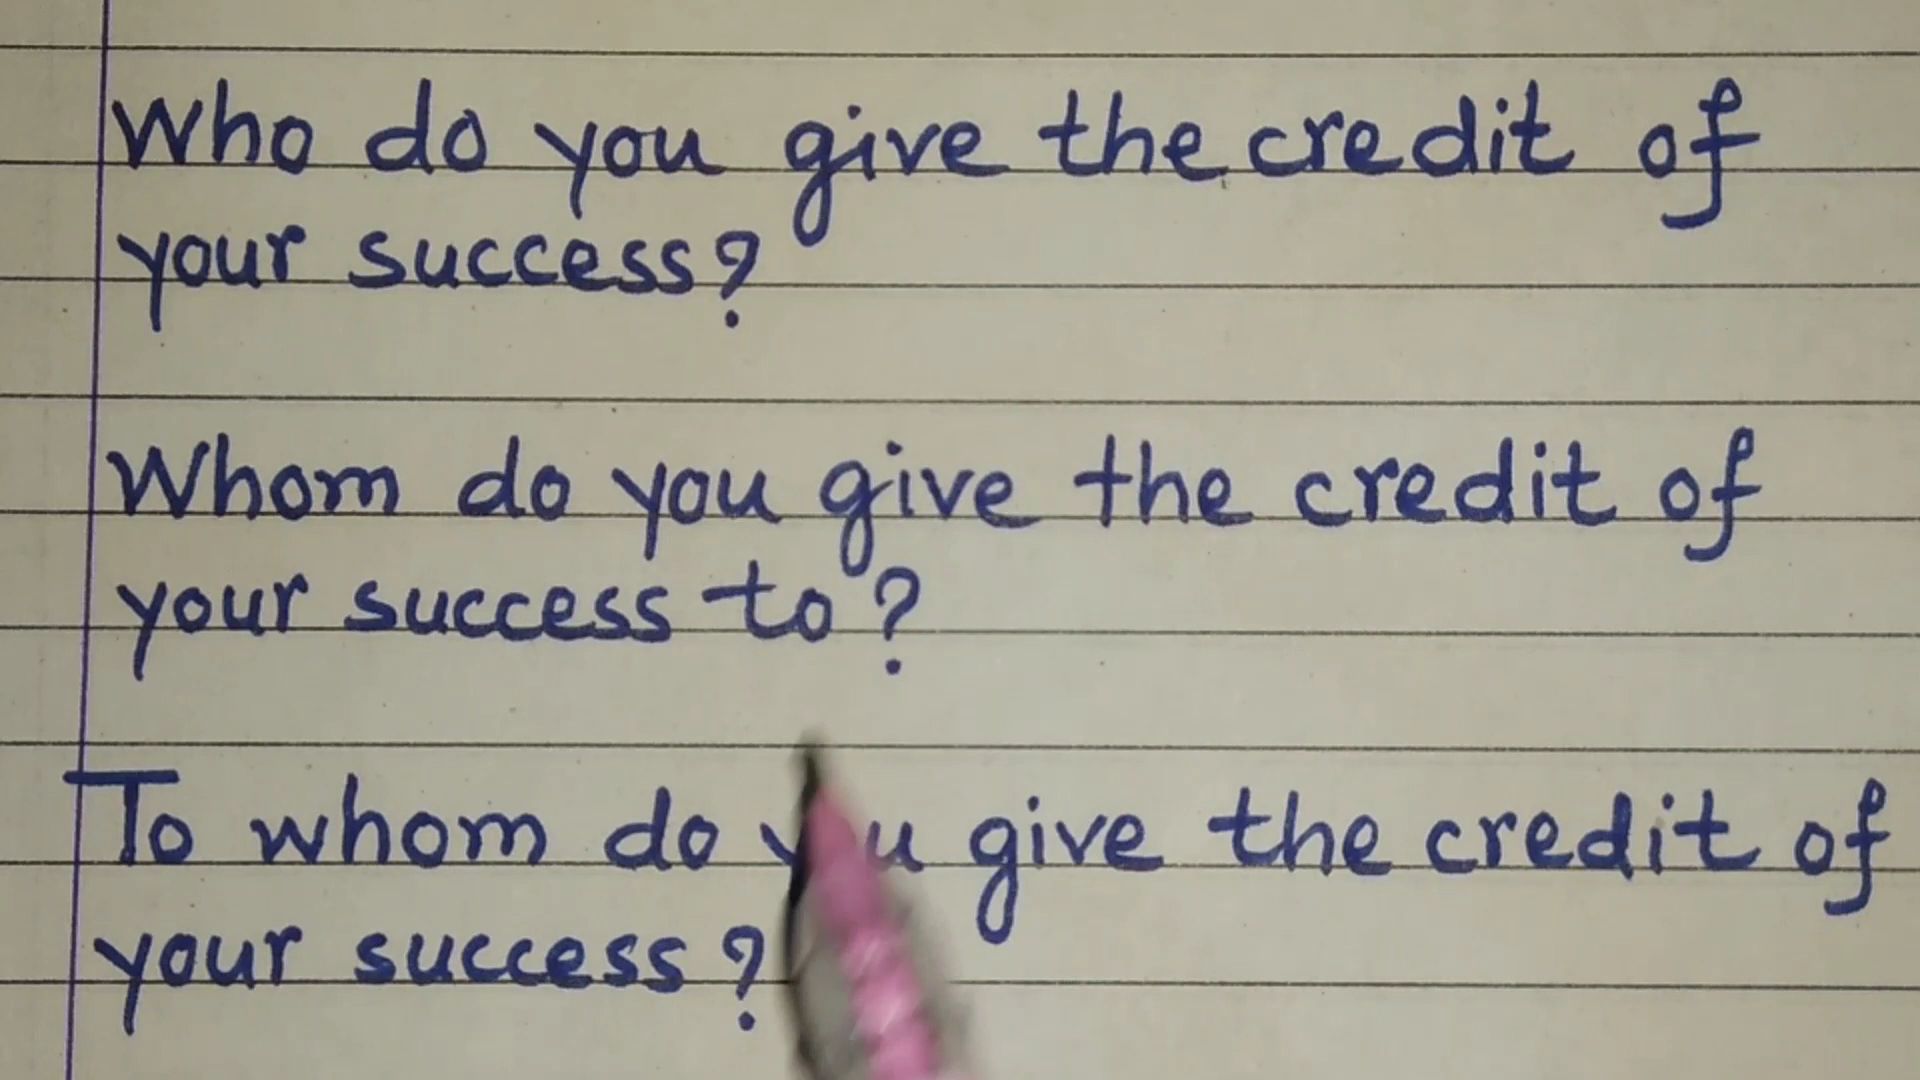 Who do you give the credit of
your success?
Whom do you give the credit of
your success to?
To whom do give the credit of
your success?